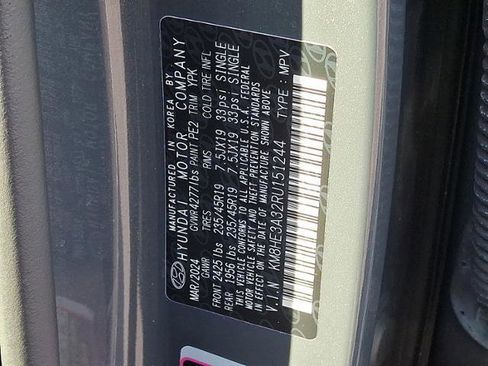 MANUFACTURED IN KOREA BY
HYUNDAI MOTOR COMPANY
MAR/2024 GVWR 4277lbs PAINT PE2 TRIM YPK
GAWR TIRES RMS COLD TIRE INFL
FRONT 2425 lbs 235/45R19 7.5JX19 33psi SINGLE
REAR 1956 lbs 235/45R19 7.5JX19 33psi SINGLE
THIS VEHICLE CONFORMS TO ALL APPLICABLE U.S.A. FEDERAL
MOTOR VEHICLE SAFETY AND THEFT PREVENTION STANDARDS
IN EFFECT ON THE DATE OF MANUFACTURE SHOWN ABOVE.
V.I.N KM8HE3A32RU151244 TYPE : MPV